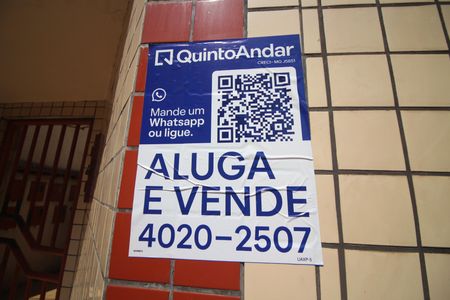 QuintoAndar
CRECI-MG J5651
Mande um
Whatsapp
ou ligue.
ALUGA
E VENDE
4020-2507
UAXP-5